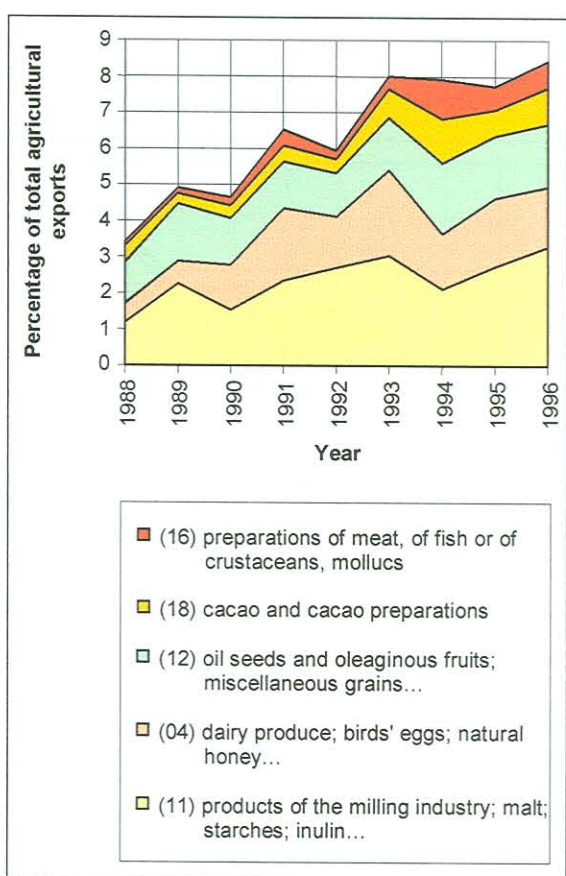 9
8
7
6
5
4
3
2
1
0
Percentage of total agricultural
exports
1988
1989
1990
1991
1992
1993
1994
1995
1996
Year
(16) preparations of meat, of fish or of
crustaceans, mollucs
(18) cacao and cacao preparations
(12) oil seeds and oleaginous fruits;
miscellaneous grains...
(04) dairy produce; birds' eggs; natural
honey...
(11) products of the milling industry; malt;
starches; inulin...